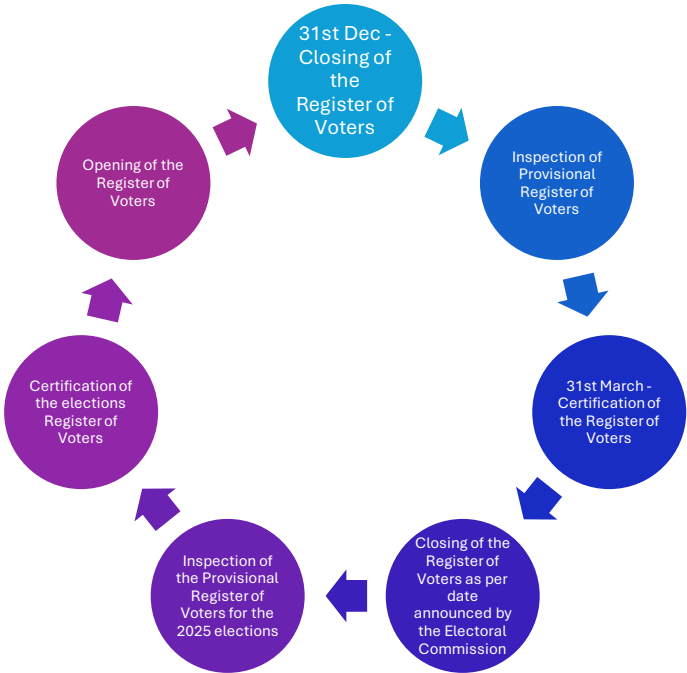 31st Dec -
Closing of
the
Register of
Voters
Inspection of
Provisional
Register of
Voters
31st March -
Certification of
the Register of
Voters
Closing of the
Register of
Voters as per
date
announced by
the Electoral
Commission
Inspection of
the Provisional
Register of
Voters for the
2025 elections
Certification of
the elections
Register of
Voters
Opening of the
Register of
Voters